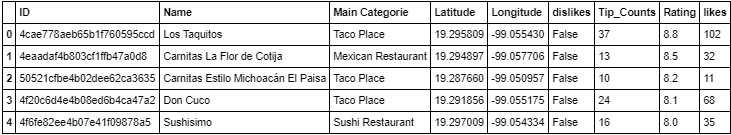 ID Name Main Categorie Latitude Longitude dislikes Tip_Counts Rating likes
0 4cae778aeb65b1f760595ccd Los Taquitos Taco Place 19.295809 -99.055430 False 37 8.8 102
1 4eaadaf4b803cf1ffb47a0d8 Carnitas La Flor de Cotija Mexican Restaurant 19.294897 -99.057706 False 13 8.5 32
2 50521cfbe4b02dee62ca3635 Carnitas Estilo Michoacán El Paisa Taco Place 19.287660 -99.050957 False 10 8.2 11
3 4f20c6d4e4b08ed6b4ca47a2 Don Cuco Taco Place 19.291856 -99.055175 False 24 8.1 68
4 4f6fe82ee4b07e41f09878a5 Sushisimo Sushi Restaurant 19.297009 -99.054334 False 16 8.0 35